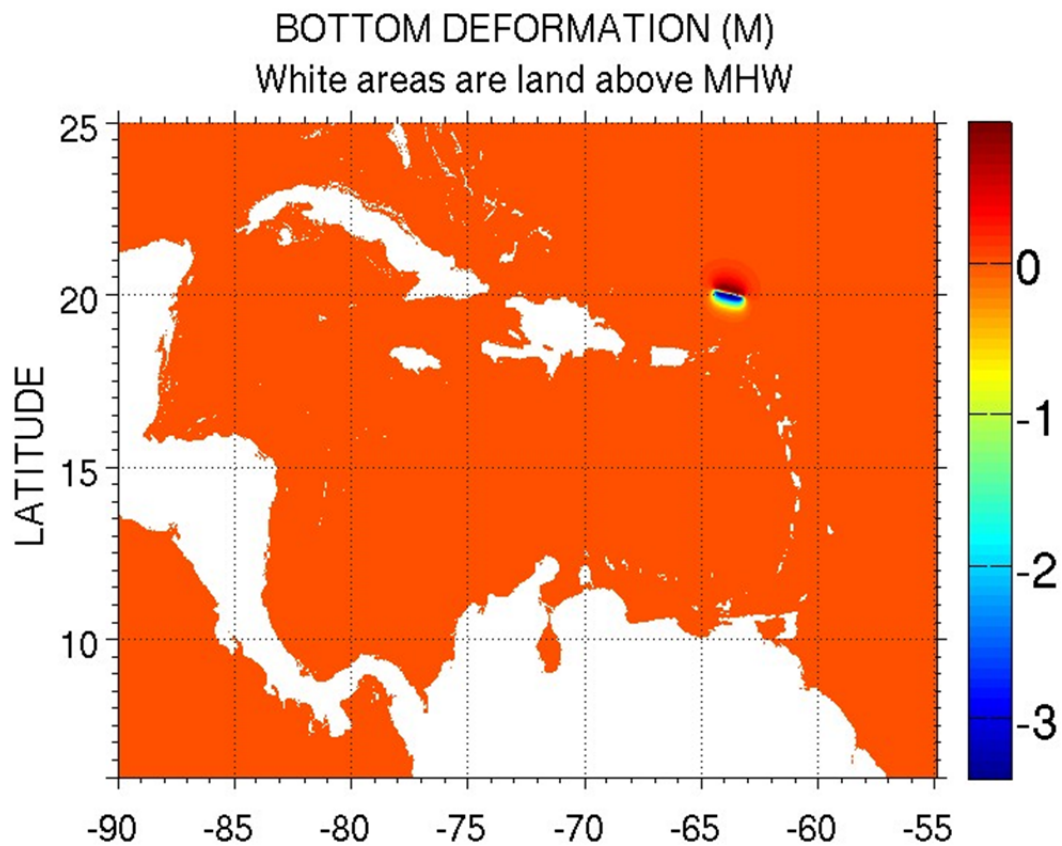 BOTTOM DEFORMATION (M)
White areas are land above MHW
25
20
15
10
LATITUDE
-90 -85 -80 -75 -70 -65 -60 -55
0
-1
-2
-3